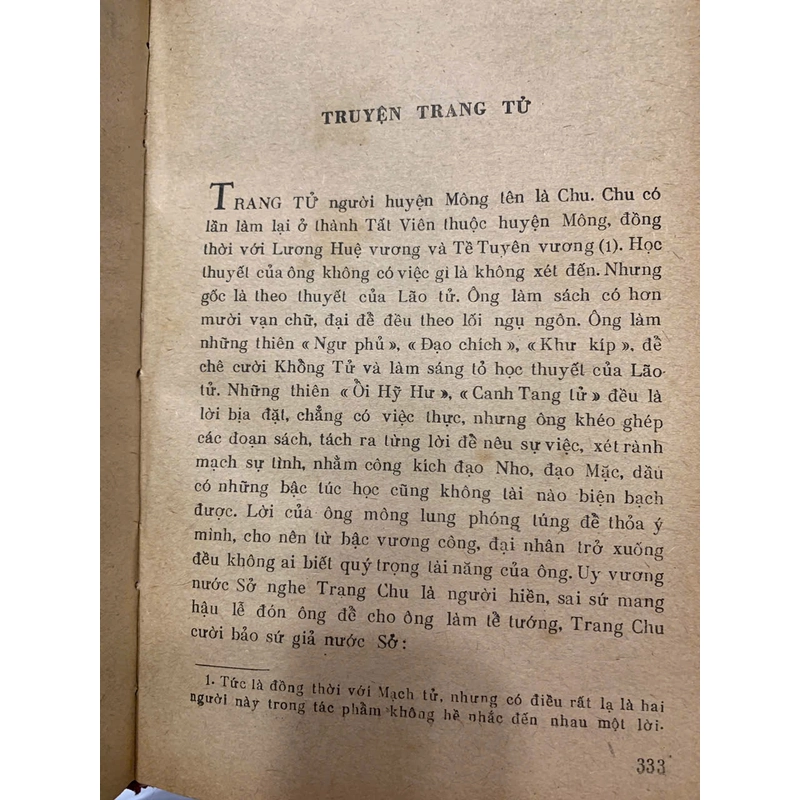 TRUYỆN TRANG TỬ
TRANG TỬ người huyện Mông tên là Chu. Chu có
lần làm lại ở thành Tất Viên thuộc huyện Mông, đồng
thời với Lương Huệ vương và Tề Tuyên vương (1). Học
thuyết của ông không có việc gì là không xét đến. Nhưng
gốc là theo thuyết của Lão tử. Ông làm sách có hơn
mười vạn chữ, đại đề đều theo lối ngụ ngôn. Ông làm
những thiên « Ngư phủ », « Đạo chích », « Khư kíp », để
chê cười Khổng Tử và làm sáng tỏ học thuyết của Lão
tử. Những thiên « Ồi Hỹ Hư », « Canh Tang tử » đều là
lời bịa đặt, chẳng có việc thực, nhưng ông khéo ghép
các đoạn sách, tách ra từng lời để nêu sự việc, xét rành
mạch sự tình, nhằm công kích đạo Nho, đạo Mặc, dầu
có những bậc túc học cũng không tài nào biện bạch
được. Lời của ông mông lung phóng túng để thỏa ý
mình, cho nên từ bậc vương công, đại nhân trở xuống
đều không ai biết quý trọng tài năng của ông. Uy vương
nước Sở nghe Trang Chu là người hiền, sai sứ mang
hậu lễ đón ông để cho ông làm tề tướng, Trang Chu
cười bảo sứ giả nước Sở :
1. Tức là đồng thời với Mạch tử, nhưng có điều rất lạ là hai
người này trong tác phẩm không hề nhắc đến nhau một lời.
333